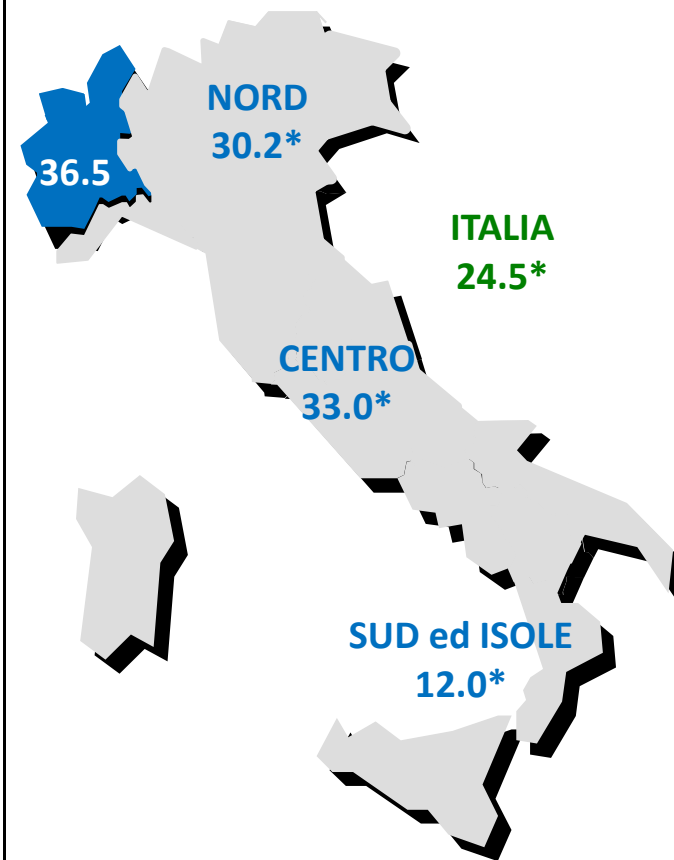 NORD
30.2*
36.5
ITALIA
24.5*
CENTRO
33.0*
SUD ed ISOLE
12.0*